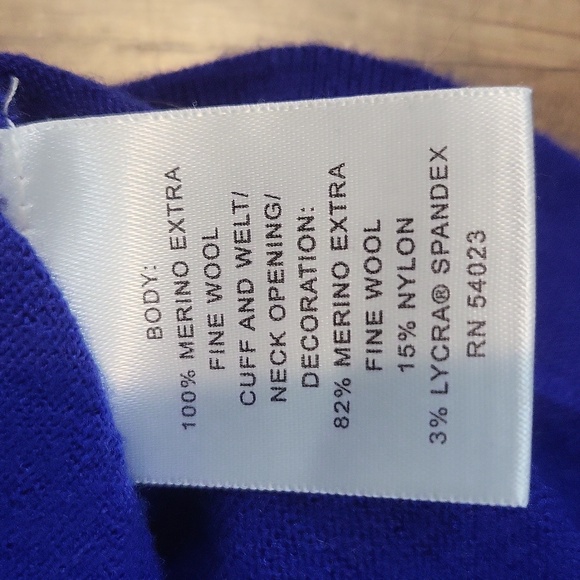 BODY:
100% MERINO EXTRA
FINE WOOL
CUFF AND WELT/
NECK OPENING/
DECORATION:
82% MERINO EXTRA
FINE WOOL
15% NYLON
3% LYCRA® SPANDEX
RN 54023